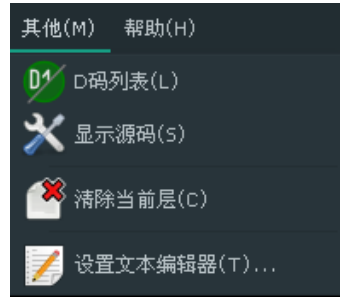 其他(M) 帮助(H)
D1 D码列表(L)
显示源码(S)
清除当前层(C)
设置文本编辑器(T)...